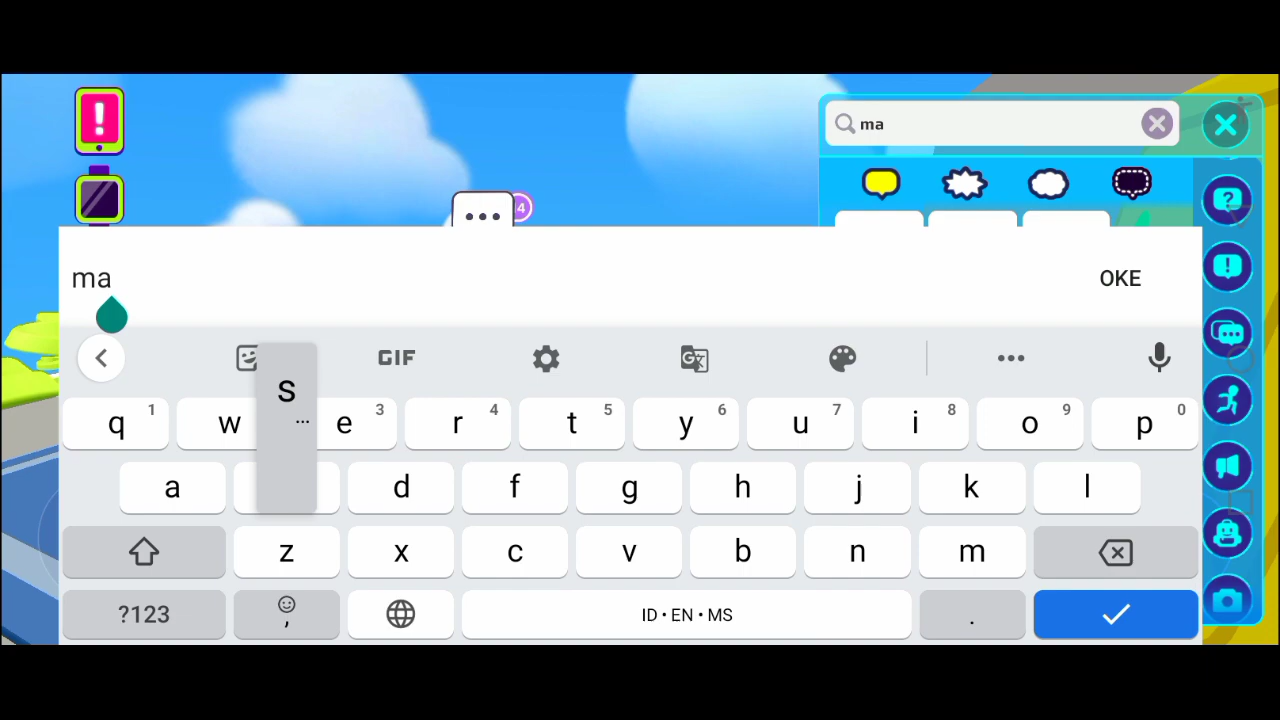 ma
4
ma
OKE
GIF
s
q 1 w e 3 r 4 t 5 y 6 u 7 i 8 o 9 p 0
a d f g h j k l
z x c v b n m
?123 , ID • EN • MS .